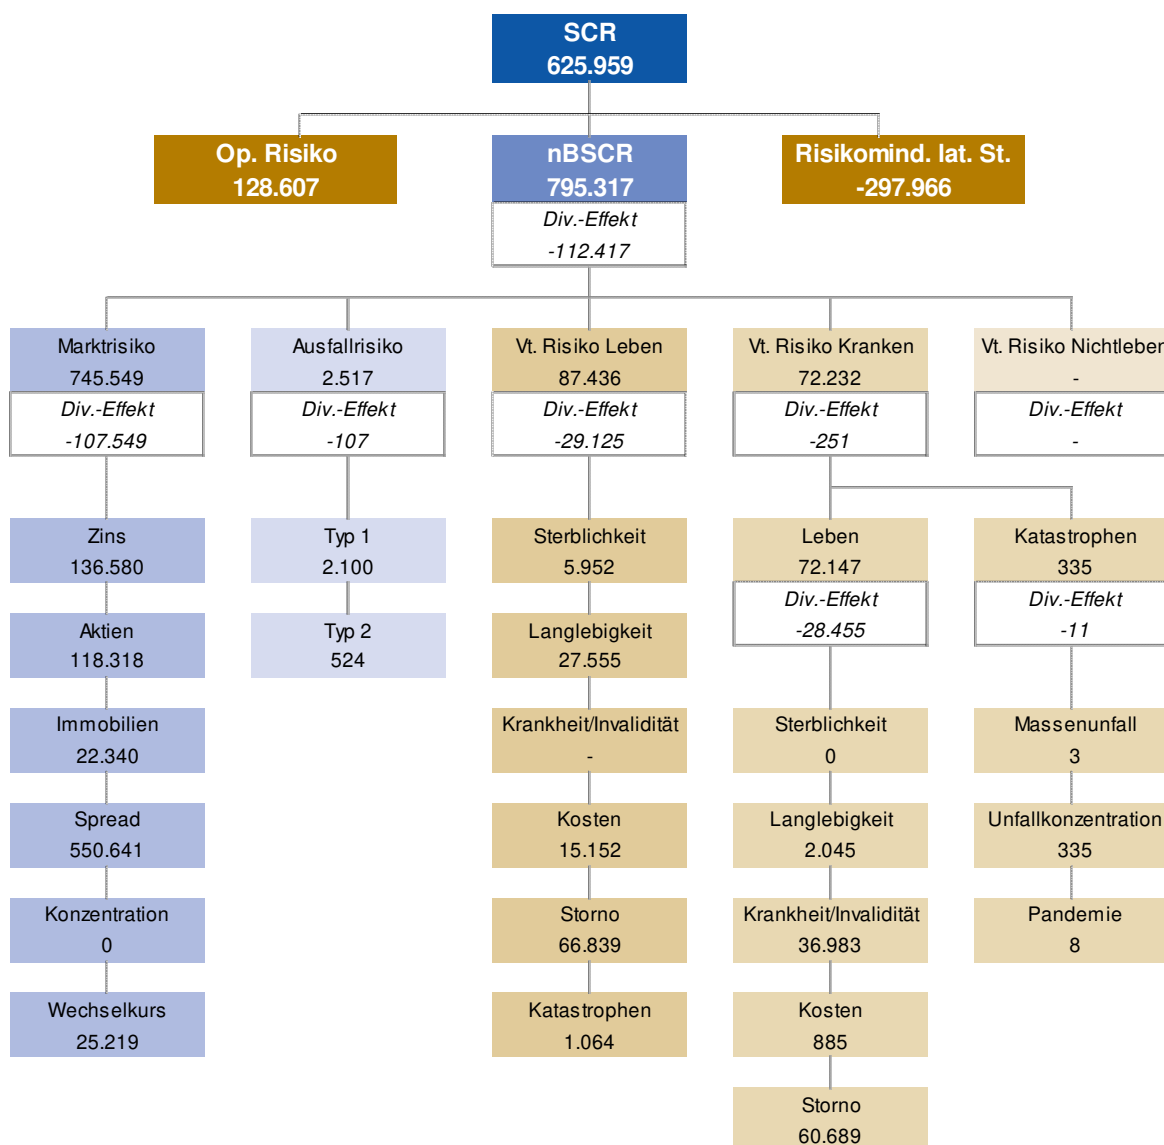 SCR
625.959
Op. Risiko
128.607
nBSCR
795.317
Risikomind. lat. St.
-297.966
Div.-Effekt
-112.417
Marktrisiko
745.549
Div.-Effekt
-107.549
Ausfallrisiko
2.517
Div.-Effekt
-107
Vt. Risiko Leben
87.436
Div.-Effekt
-29.125
Vt. Risiko Kranken
72.232
Div.-Effekt
-251
Vt. Risiko Nichtleben
-
Div.-Effekt
-
Zins
136.580
Aktien
118.318
Immobilien
22.340
Spread
550.641
Konzentration
0
Wechselkurs
25.219
Typ 1
2.100
Typ 2
524
Sterblichkeit
5.952
Langlebigkeit
27.555
Krankheit/Invalidität
-
Kosten
15.152
Storno
66.839
Katastrophen
1.064
Leben
72.147
Div.-Effekt
-28.455
Sterblichkeit
0
Langlebigkeit
2.045
Krankheit/Invalidität
36.983
Kosten
885
Storno
60.689
Katastrophen
335
Div.-Effekt
-11
Massenunfall
3
Unfallkonzentration
335
Pandemie
8